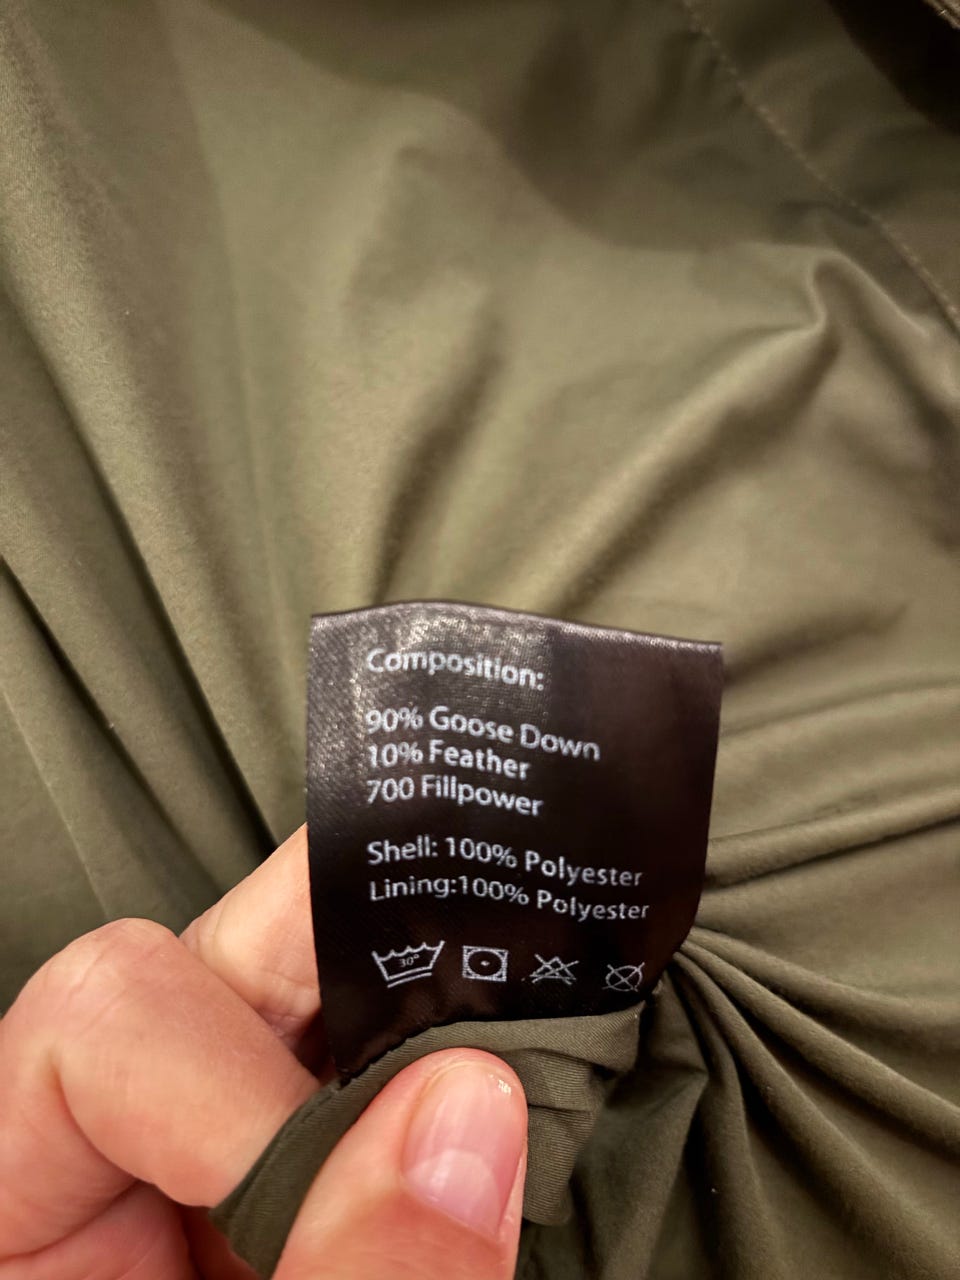 Composition:
90% Goose Down
10% Feather
700 Fillpower
Shell: 100% Polyester
Lining:100% Polyester
30°